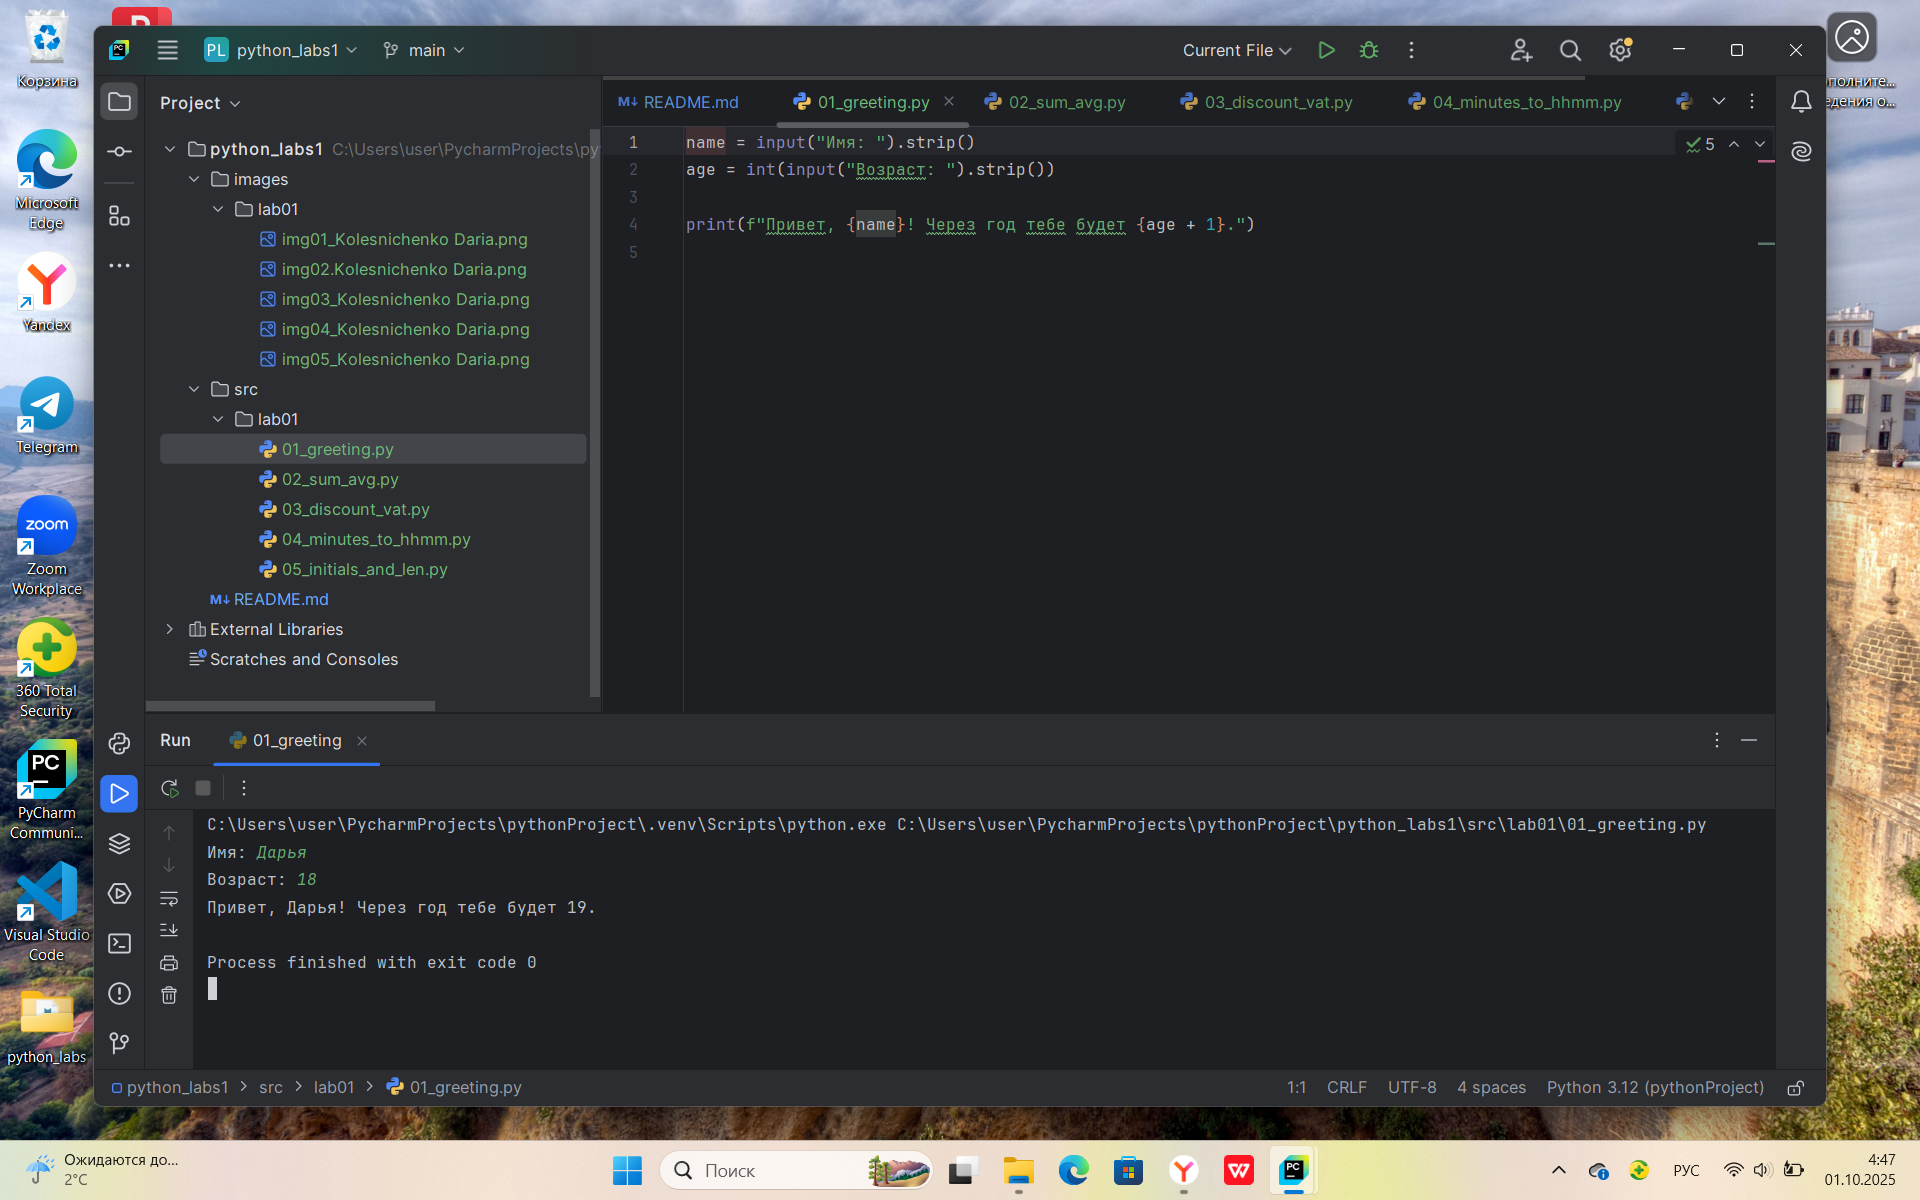 Корзина
Microsoft
Edge
Yandex
Telegram
zoom
Zoom
Workplace
360 Total
Security
PC
PyCharm
Communi...
Visual Studio
Code
python_labs
PC
PL python_labs1
main
Current File
Project
python_labs1 C:\Users\user\PycharmProjects\py
images
lab01
img01_Kolesnichenko Daria.png
img02.Kolesnichenko Daria.png
img03_Kolesnichenko Daria.png
img04_Kolesnichenko Daria.png
img05_Kolesnichenko Daria.png
src
lab01
01_greeting.py
02_sum_avg.py
03_discount_vat.py
04_minutes_to_hhmm.py
05_initials_and_len.py
M↓ README.md
External Libraries
Scratches and Consoles
M↓ README.md 01_greeting.py 02_sum_avg.py 03_discount_vat.py 04_minutes_to_hhmm.py
1 name = input("Имя: ").strip()
2 age = int(input("Возраст: ").strip())
3
4 print(f"Привет, {name}! Через год тебе будет {age + 1}.")
5
5
Run 01_greeting
C:\Users\user\PycharmProjects\pythonProject\.venv\Scripts\python.exe C:\Users\user\PycharmProjects\pythonProject\python_labs1\src\lab01\01_greeting.py
Имя: Дарья
Возраст: 18
Привет, Дарья! Через год тебе будет 19.
Process finished with exit code 0
python_labs1 > src > lab01 > 01_greeting.py
1:1 CRLF UTF-8 4 spaces Python 3.12 (pythonProject)
Ожидаются до...
2°C
Поиск
PC
РУС
4:47
01.10.2025